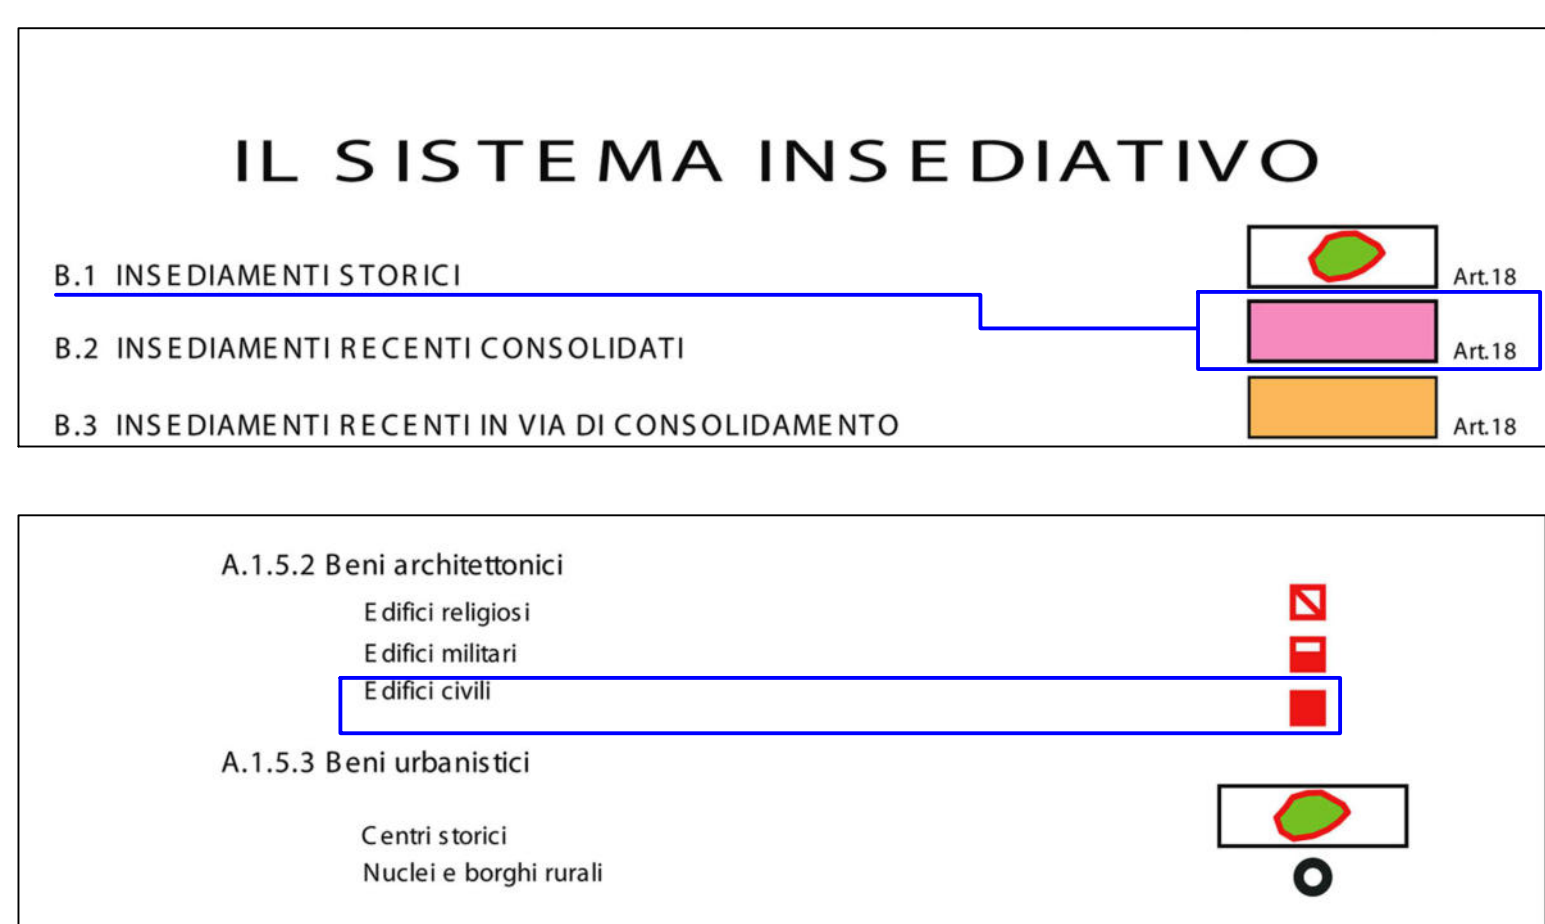 IL SISTEMA INSEDIATIVO
B.1 INSEDIAMENTI STORICI Art.18
B.2 INSEDIAMENTI RECENTI CONSOLIDATI Art.18
B.3 INSEDIAMENTI RECENTI IN VIA DI CONSOLIDAMENTO Art.18
A.1.5.2 Beni architettonici
Edifici religiosi
Edifici militari
Edifici civili
A.1.5.3 Beni urbanistici
Centri storici
Nuclei e borghi rurali